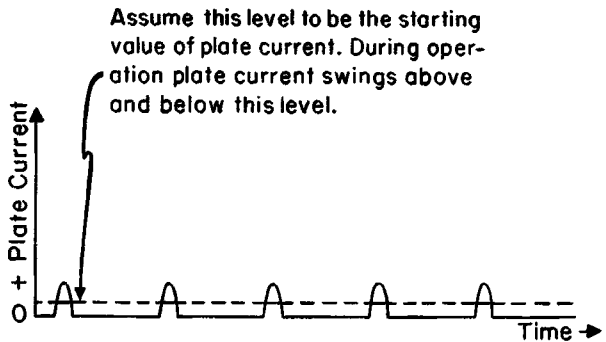 Assume this level to be the starting
value of plate current. During oper-
ation plate current swings above
and below this level.
0 + Plate Current
Time